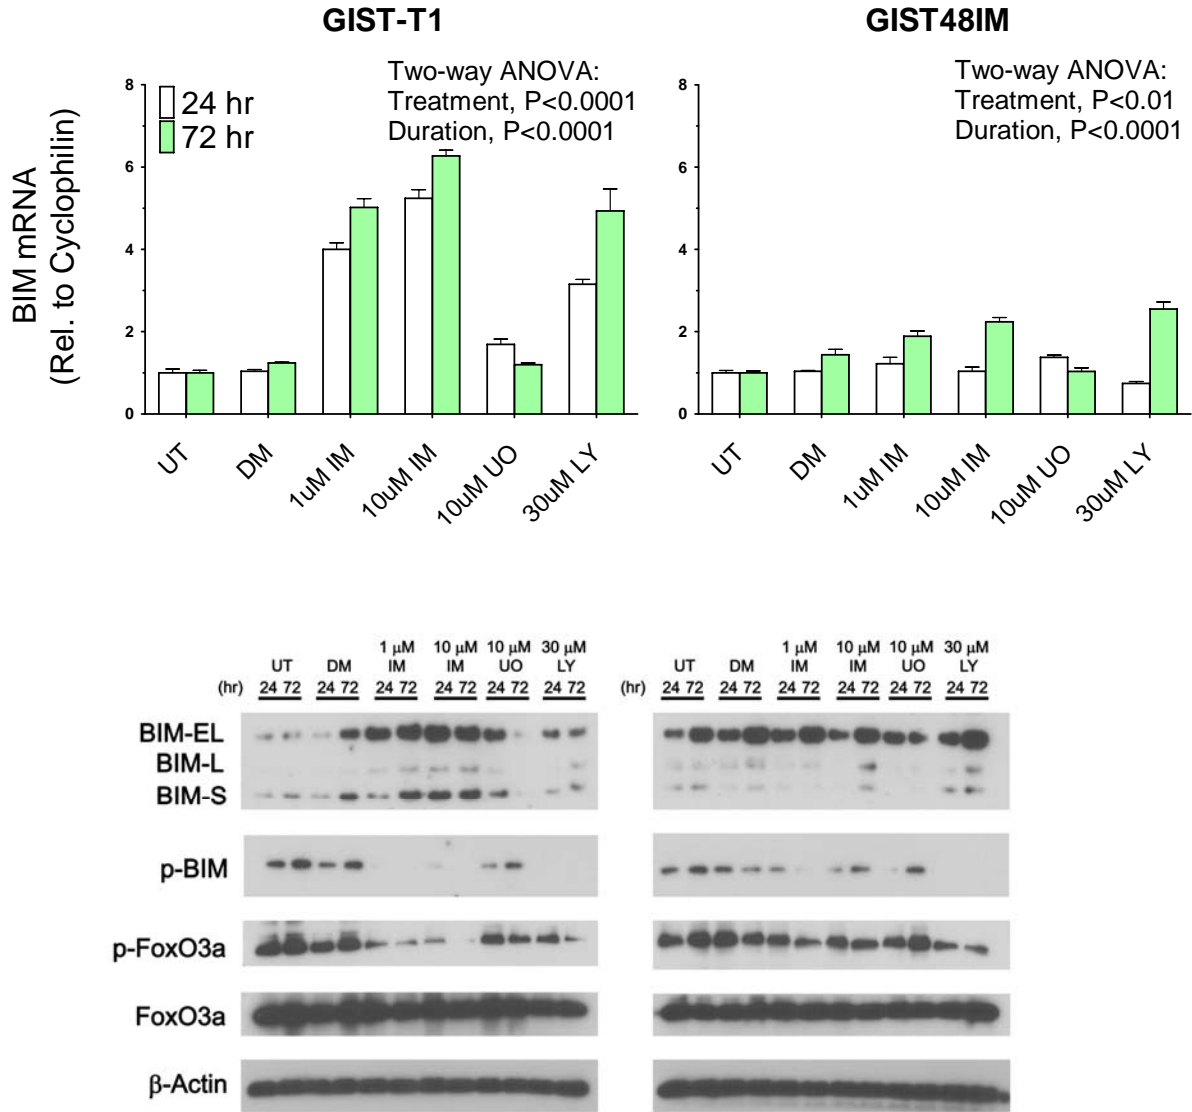 GIST-T1
GIST48IM
Two-way ANOVA:
Treatment, P<0.0001
Duration, P<0.0001
Two-way ANOVA:
Treatment, P<0.01
Duration, P<0.0001
24 hr
72 hr
BIM mRNA
(Rel. to Cyclophilin)
8
6
4
2
0
8
6
4
2
0
UT
DM
1uM IM
10uM IM
10uM UO
30uM LY
UT
DM
1uM IM
10uM IM
10uM UO
30uM LY
1 μM 10 μM 10 μM 30 μM
UT DM IM IM UO LY
(hr) 24 72 24 72 24 72 24 72 24 72 24 72
1 μM 10 μM 10 μM 30 μM
UT DM IM IM UO LY
(hr) 24 72 24 72 24 72 24 72 24 72 24 72
BIM-EL
BIM-L
BIM-S
p-BIM
p-FoxO3a
FoxO3a
β-Actin